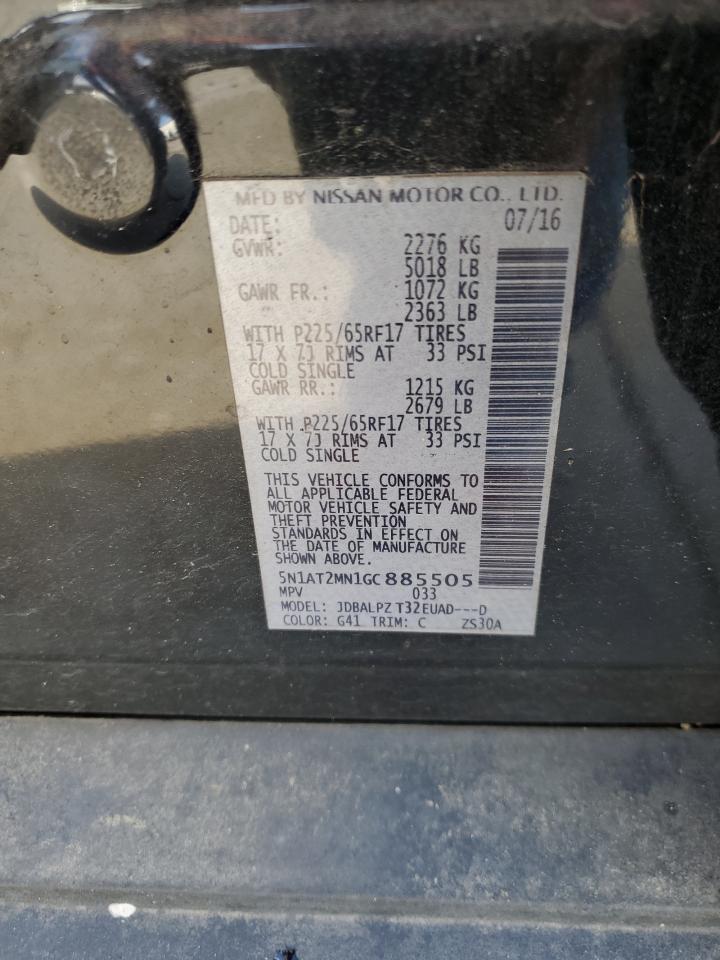 MFD BY NISSAN MOTOR CO., LTD.
DATE: 07/16
GVWR: 2276 KG
5018 LB
GAWR FR.: 1072 KG
2363 LB
WITH P225/65RF17 TIRES
17 X 7J RIMS AT 33 PSI
COLD SINGLE
GAWR RR.: 1215 KG
2679 LB
WITH P225/65RF17 TIRES
17 X 7J RIMS AT 33 PSI
COLD SINGLE
THIS VEHICLE CONFORMS TO
ALL APPLICABLE FEDERAL
MOTOR VEHICLE SAFETY AND
THEFT PREVENTION
STANDARDS IN EFFECT ON
THE DATE OF MANUFACTURE
SHOWN ABOVE.
5N1AT2MN1GC885505
MPV 033
MODEL: JDBALPZ T32EUAD---D
COLOR: G41 TRIM: C ZS30A